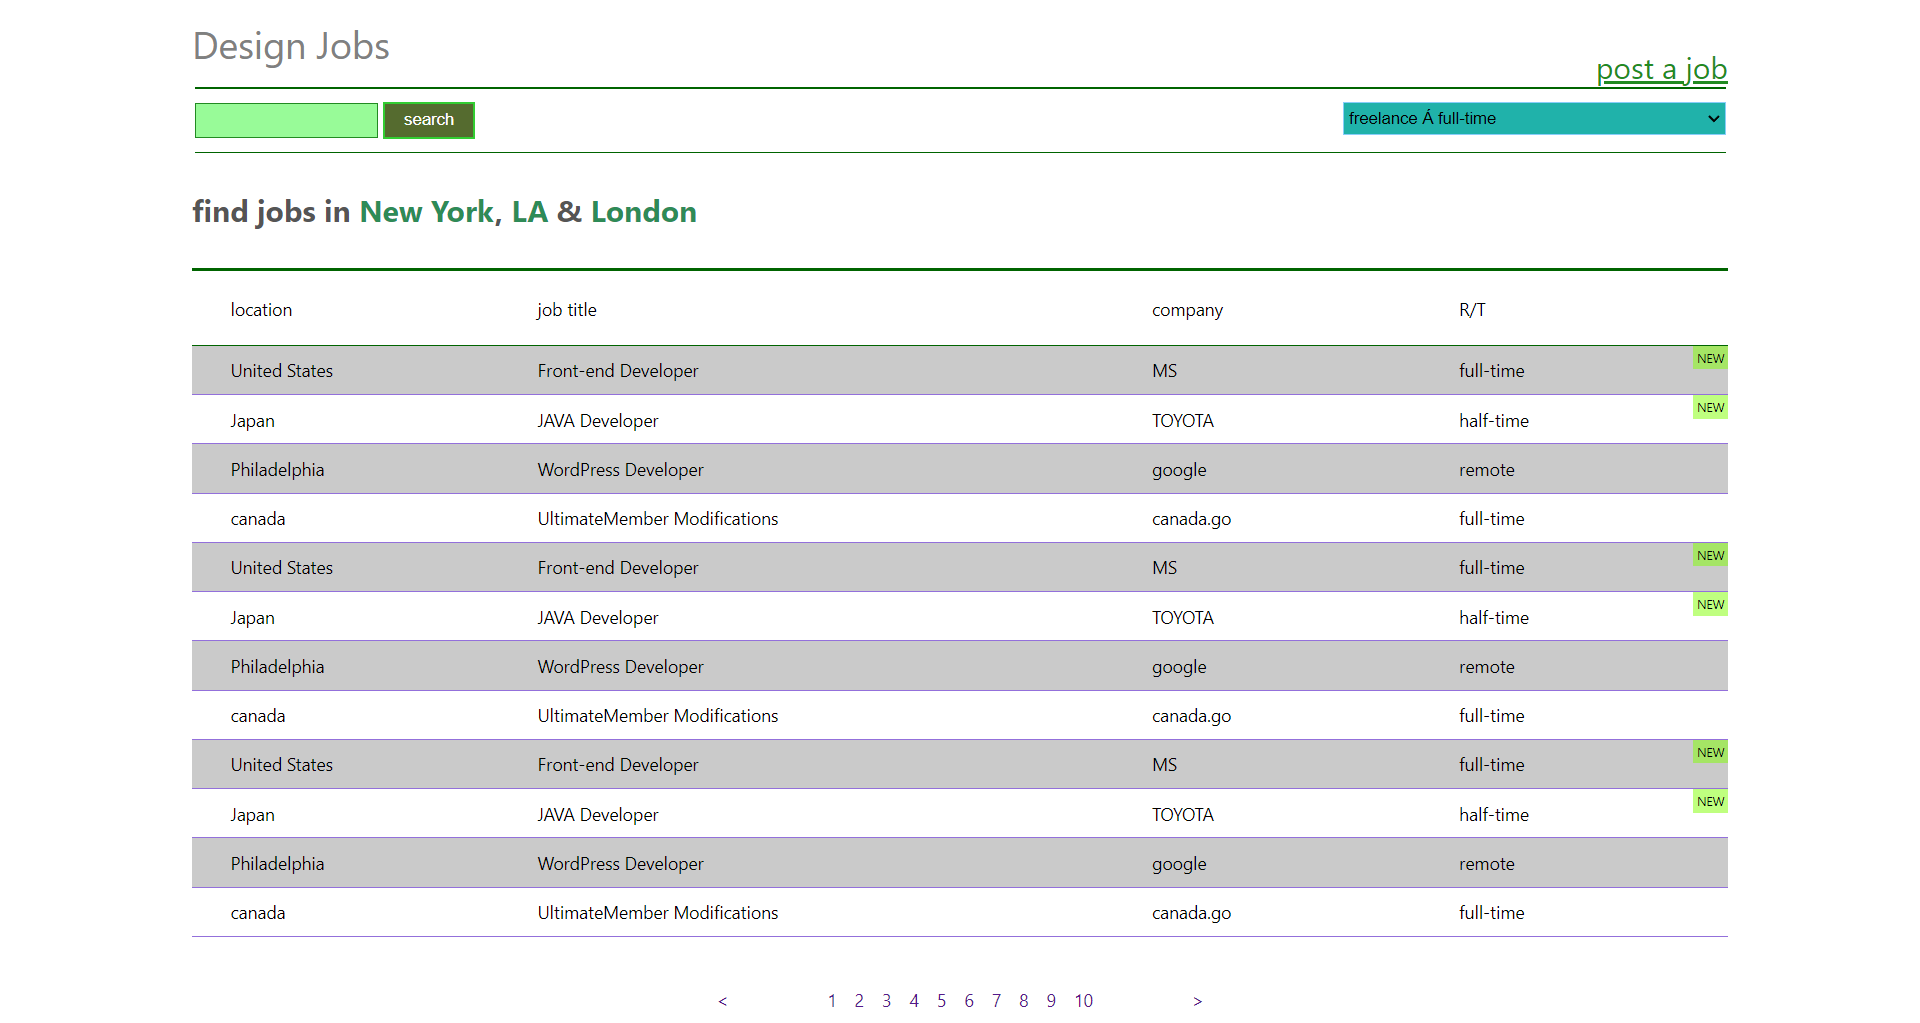 Design Jobs
post a job
search
freelance Á full-time
find jobs in New York, LA & London
location job title company R/T
United States Front-end Developer MS full-time NEW
Japan JAVA Developer TOYOTA half-time NEW
Philadelphia WordPress Developer google remote
canada UltimateMember Modifications canada.go full-time
United States Front-end Developer MS full-time NEW
Japan JAVA Developer TOYOTA half-time NEW
Philadelphia WordPress Developer google remote
canada UltimateMember Modifications canada.go full-time
United States Front-end Developer MS full-time NEW
Japan JAVA Developer TOYOTA half-time NEW
Philadelphia WordPress Developer google remote
canada UltimateMember Modifications canada.go full-time
< 1 2 3 4 5 6 7 8 9 10 >